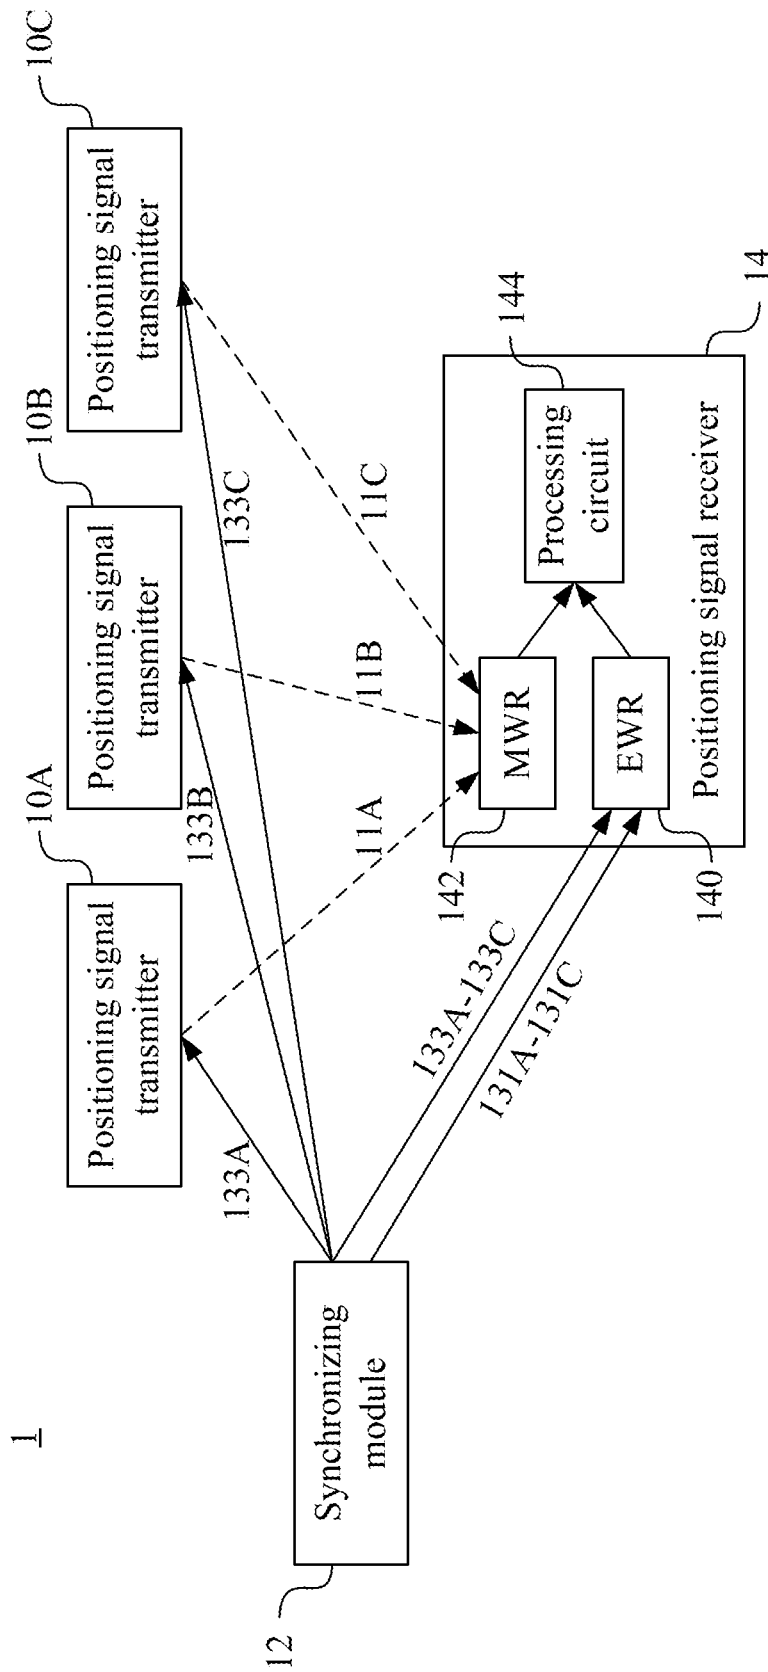 1
10A
10B
10C
Positioning signal
transmitter
Positioning signal
transmitter
Positioning signal
transmitter
133A
133B
133C
11A
11B
11C
12
Synchronizing
module
133A-133C
131A-131C
142
MWR
140
EWR
144
Processing
circuit
Positioning signal receiver
14